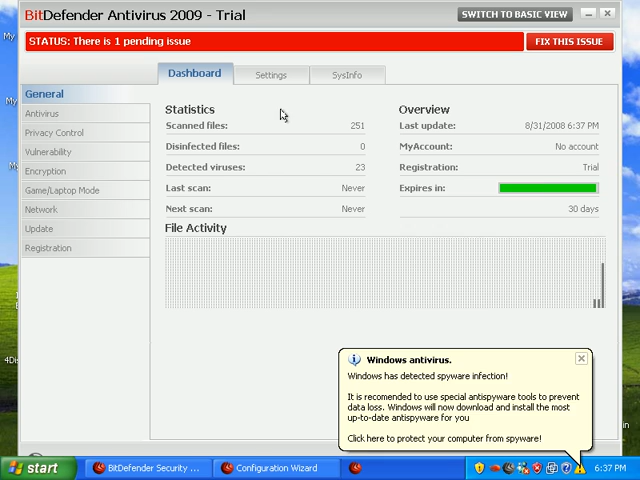 BitDefender Antivirus 2009 - Trial
SWITCH TO BASIC VIEW
STATUS: There is 1 pending issue
FIX THIS ISSUE
My
Dashboard
Settings
SysInfo
General
Antivirus
Privacy Control
Vulnerability
Encryption
Game/Laptop Mode
Network
Update
Registration
Statistics
Scanned files: 251
Disinfected files: 0
Detected viruses: 23
Last scan: Never
Next scan: Never
Overview
Last update: 8/31/2008 6:37 PM
MyAccount: No account
Registration: Trial
Expires in:
30 days
File Activity
My
Windows antivirus.
Windows has detected spyware infection!
It is recomended to use special antispyware tools to prevent
data loss. Windows will now download and install the most
up-to-date antispyware for you
Click here to protect your computer from spyware!
start
BitDefender Security ...
Configuration Wizard
6:37 PM